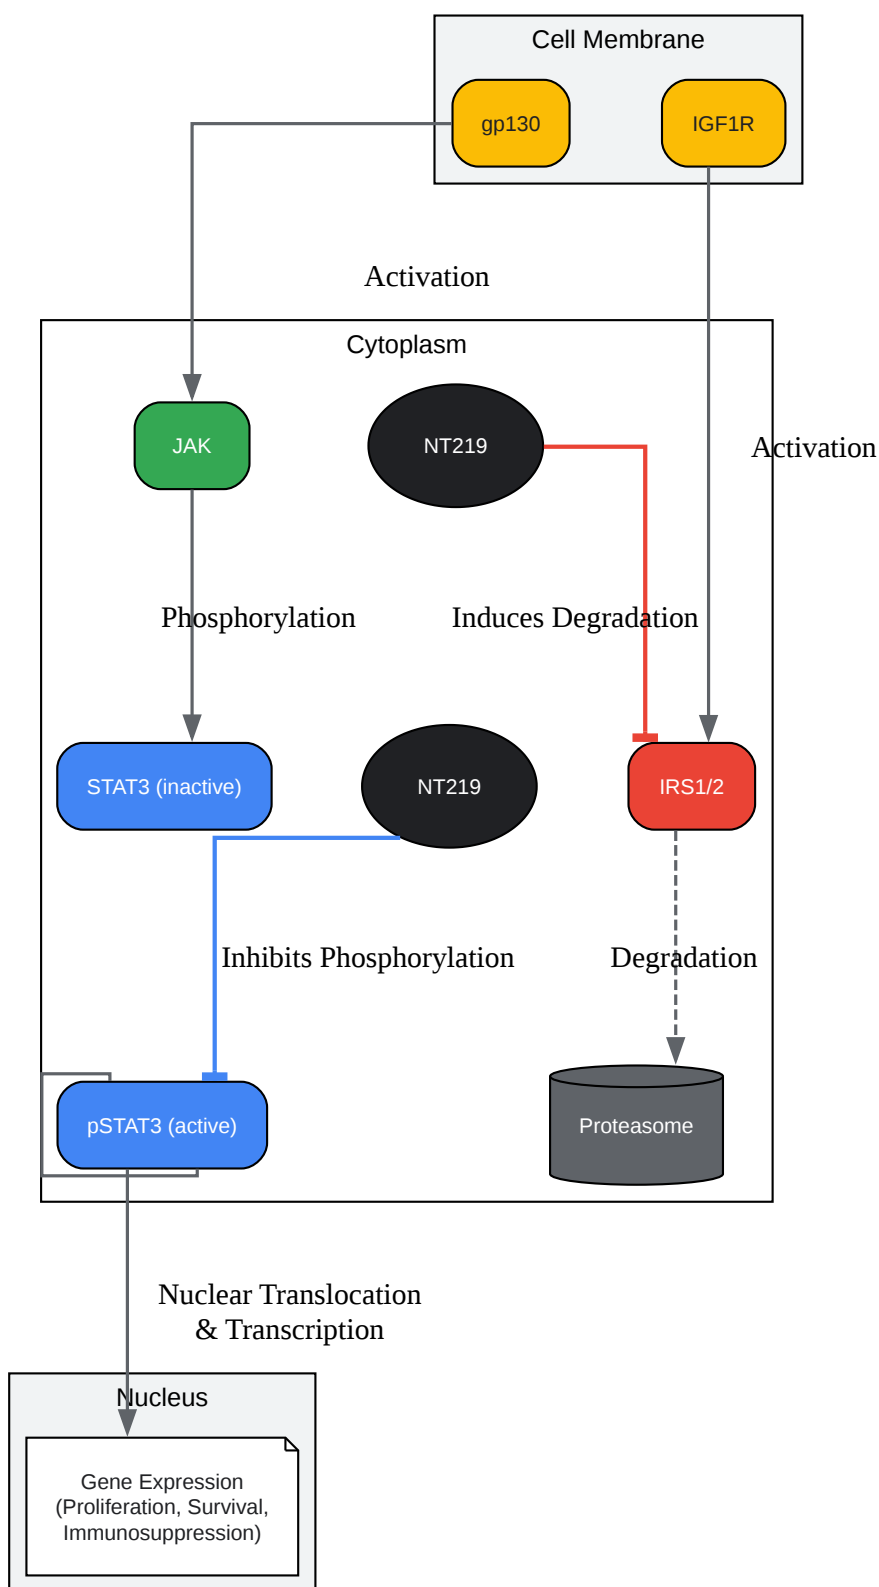 Cell Membrane
gp130
IGF1R
Activation
Cytoplasm
JAK
NT219
Activation
Phosphorylation
Induces Degradation
STAT3 (inactive)
NT219
IRS1/2
Inhibits Phosphorylation
Degradation
pSTAT3 (active)
Proteasome
Nuclear Translocation
& Transcription
Nucleus
Gene Expression
(Proliferation, Survival,
Immunosuppression)